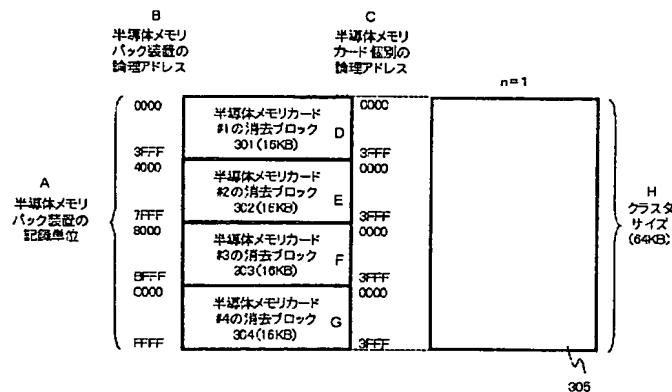 B
半導体メモリ
パック装置の
論理アドレス
C
半導体メモリ
カード個別の
論理アドレス
n=1
A
半導体メモリ
パック装置の
記録単位
0000
3FFF
4000
7FFF
8000
BFFF
C000
FFFF
半導体メモリカード
#1の消去ブロック
301(16KB)
D
半導体メモリカード
#2の消去ブロック
302(16KB)
E
半導体メモリカード
#3の消去ブロック
303(16KB)
F
半導体メモリカード
#4の消去ブロック
304(16KB)
G
0000
3FFF
0000
3FFF
0000
3FFF
0000
3FFF
H
クラスタ
サイズ
(64KB)
305